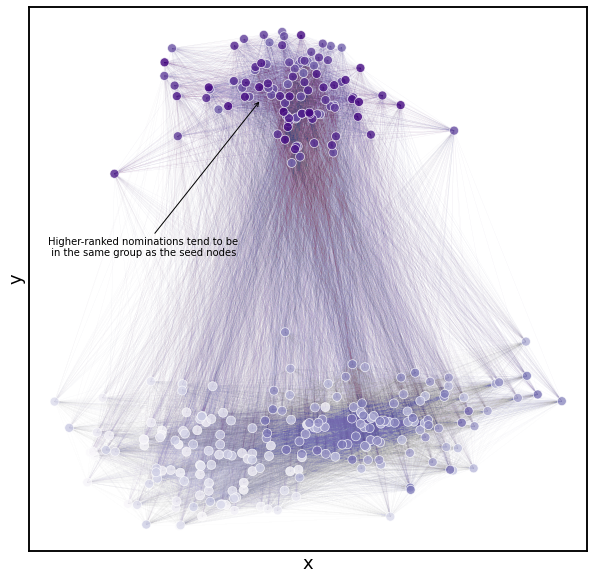 Higher-ranked nominations tend to be
in the same group as the seed nodes
y
x